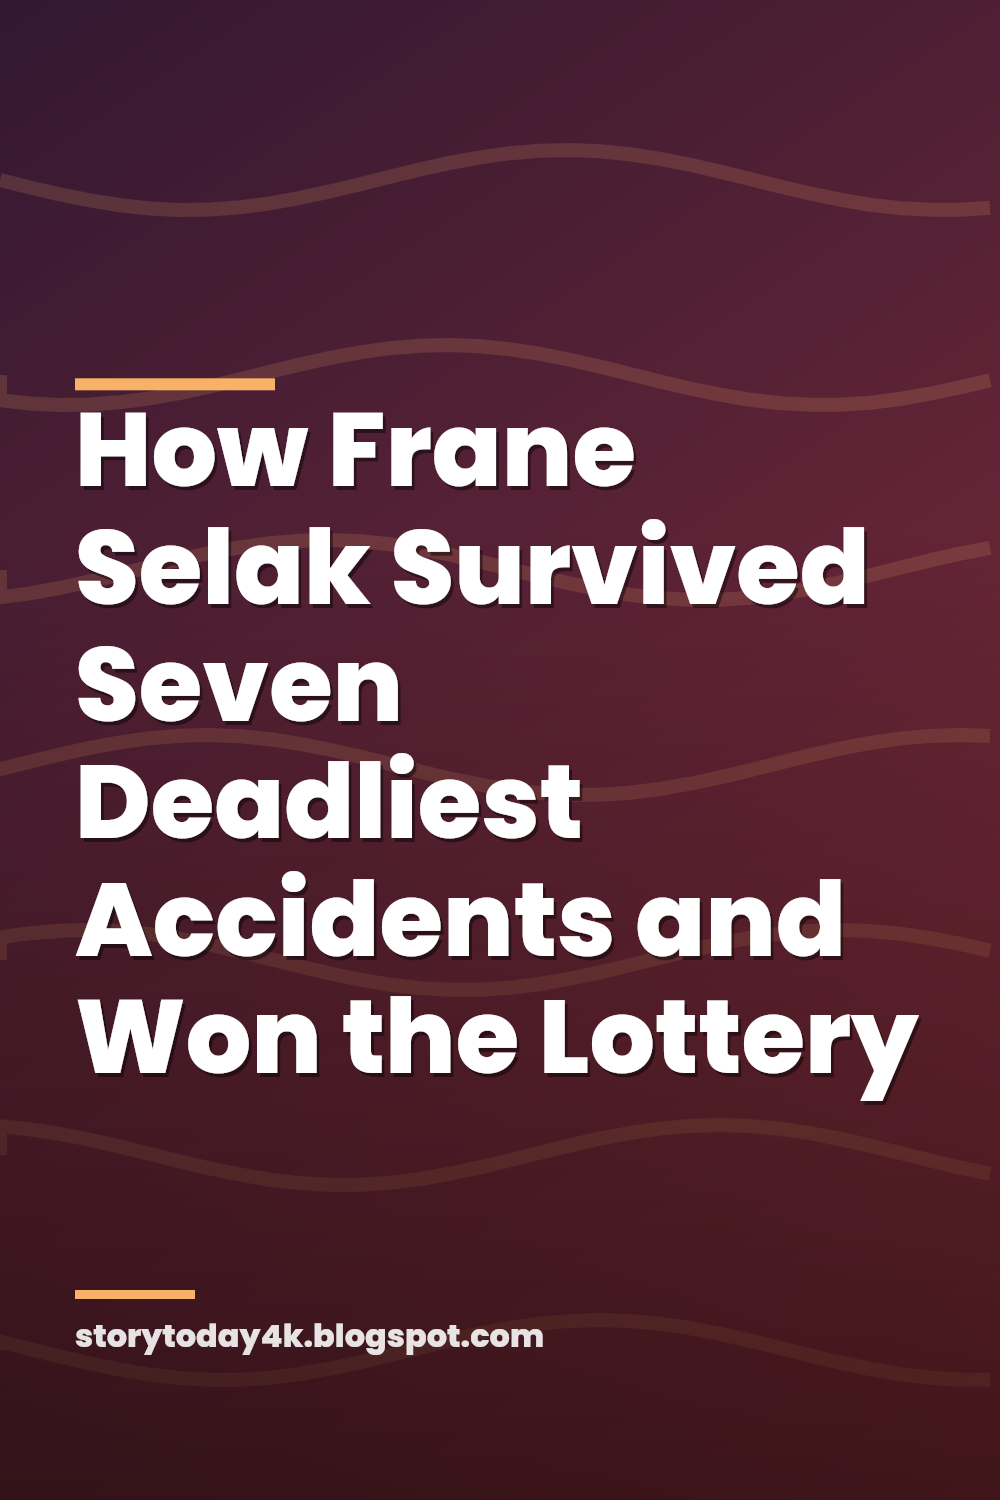 How Frane
Selak Survived
Seven
Deadliest
Accidents and
Won the Lottery
storytoday4k.blogspot.com